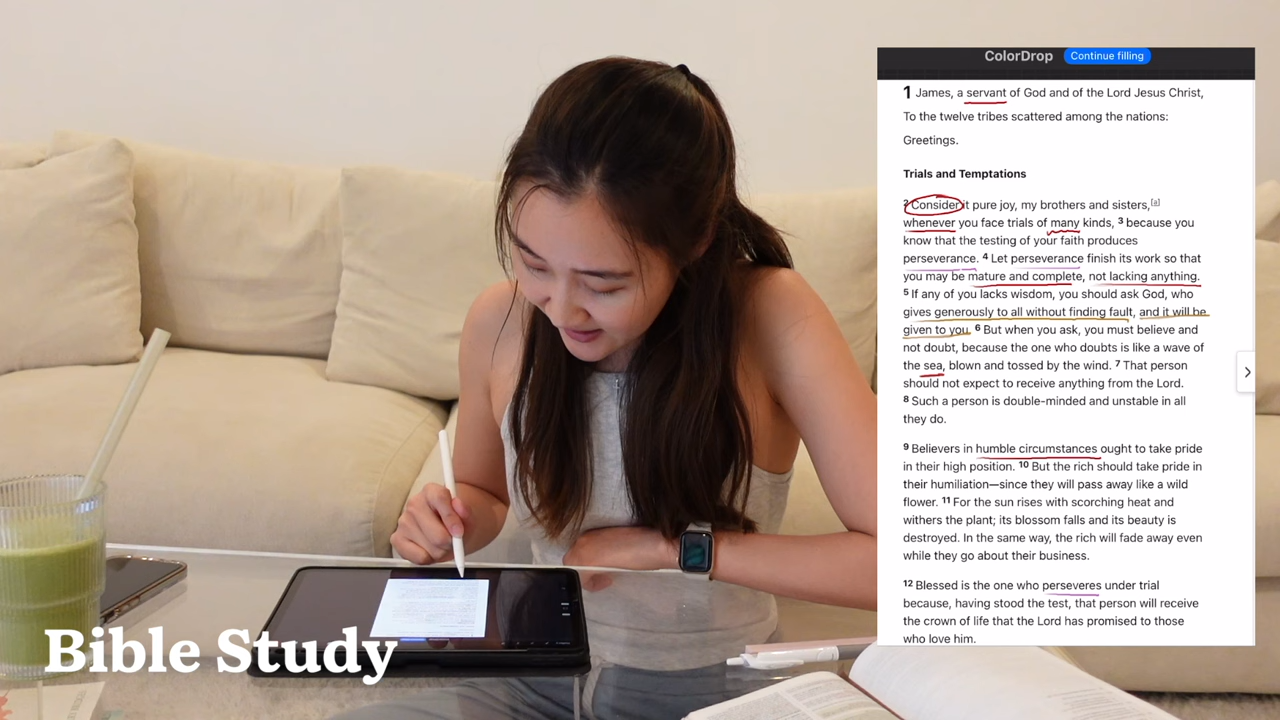 ColorDrop Continue filling
1 James, a servant of God and of the Lord Jesus Christ,
To the twelve tribes scattered among the nations:
Greetings.
Trials and Temptations
2 Consider it pure joy, my brothers and sisters,[a]
whenever you face trials of many kinds, 3 because you
know that the testing of your faith produces
perseverance. 4 Let perseverance finish its work so that
you may be mature and complete, not lacking anything.
5 If any of you lacks wisdom, you should ask God, who
gives generously to all without finding fault, and it will be
given to you. 6 But when you ask, you must believe and
not doubt, because the one who doubts is like a wave of
the sea, blown and tossed by the wind. 7 That person
should not expect to receive anything from the Lord.
8 Such a person is double-minded and unstable in all
they do.
9 Believers in humble circumstances ought to take pride
in their high position. 10 But the rich should take pride in
their humiliation—since they will pass away like a wild
flower. 11 For the sun rises with scorching heat and
withers the plant; its blossom falls and its beauty is
destroyed. In the same way, the rich will fade away even
while they go about their business.
12 Blessed is the one who perseveres under trial
because, having stood the test, that person will receive
the crown of life that the Lord has promised to those
who love him.
Bible Study